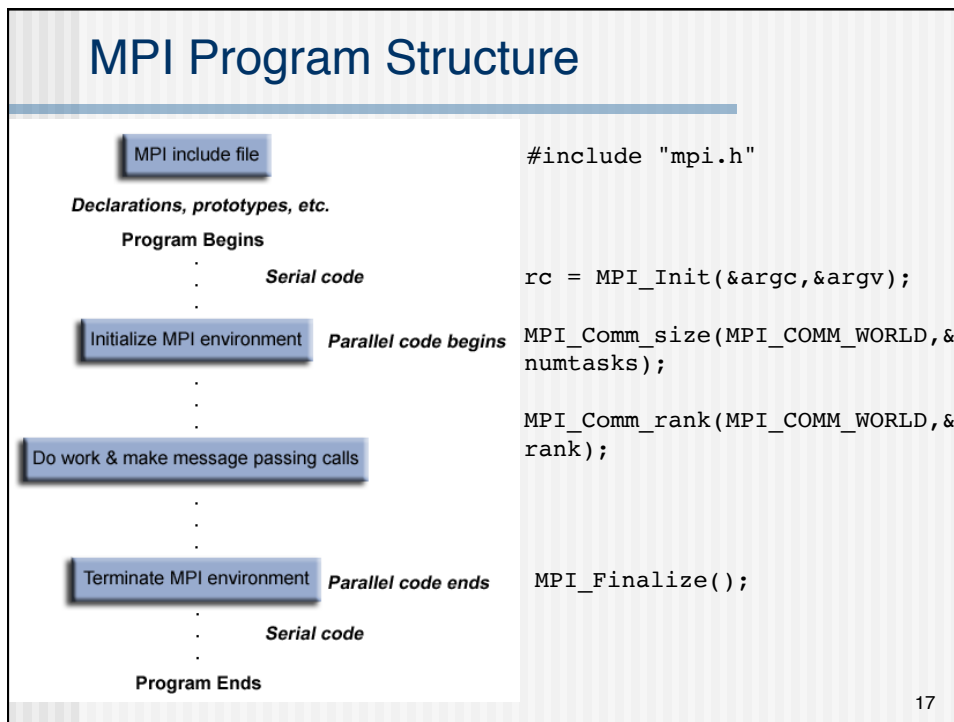 MPI Program Structure
MPI include file
#include "mpi.h"
Declarations, prototypes, etc.
Program Begins
.
.
.
Serial code
rc = MPI_Init(&argc,&argv);
Initialize MPI environment
Parallel code begins
MPI_Comm_size(MPI_COMM_WORLD,&
numtasks);
.
.
.
MPI_Comm_rank(MPI_COMM_WORLD,&
rank);
Do work & make message passing calls
.
.
.
Terminate MPI environment
Parallel code ends
MPI_Finalize();
.
.
.
Serial code
Program Ends
17